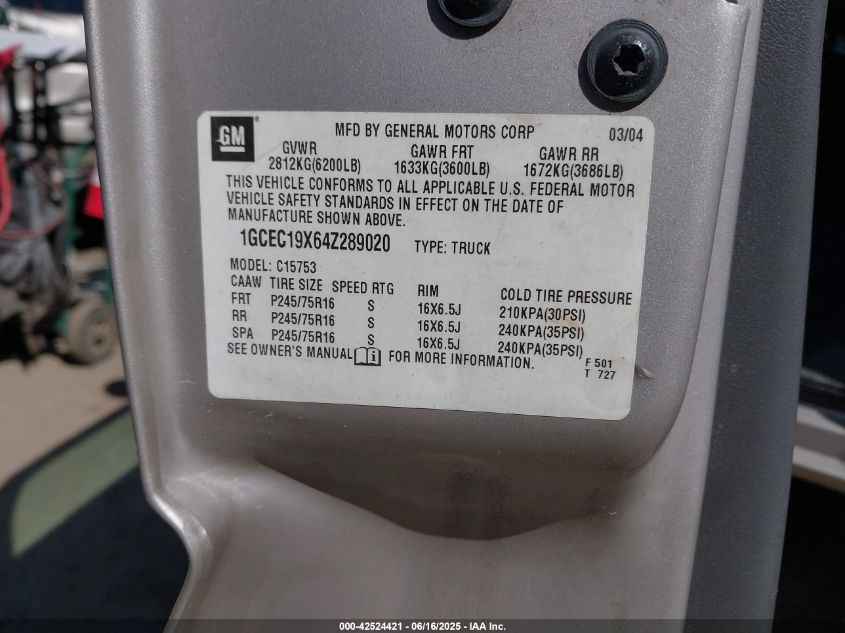 GM
MFD BY GENERAL MOTORS CORP 03/04
GVWR GAWR FRT GAWR RR
2812KG(6200LB) 1633KG(3600LB) 1672KG(3686LB)
THIS VEHICLE CONFORMS TO ALL APPLICABLE U.S. FEDERAL MOTOR
VEHICLE SAFETY STANDARDS IN EFFECT ON THE DATE OF
MANUFACTURE SHOWN ABOVE.
1GCEC19X64Z289020 TYPE: TRUCK
MODEL: C15753
CAAW TIRE SIZE SPEED RTG RIM COLD TIRE PRESSURE
FRT P245/75R16 S 16X6.5J 210KPA(30PSI)
RR P245/75R16 S 16X6.5J 240KPA(35PSI)
SPA P245/75R16 S 16X6.5J 240KPA(35PSI)
SEE OWNER'S MANUAL i FOR MORE INFORMATION.
F 501
T 727
000-42524421 - 06/16/2025 - IAA Inc.